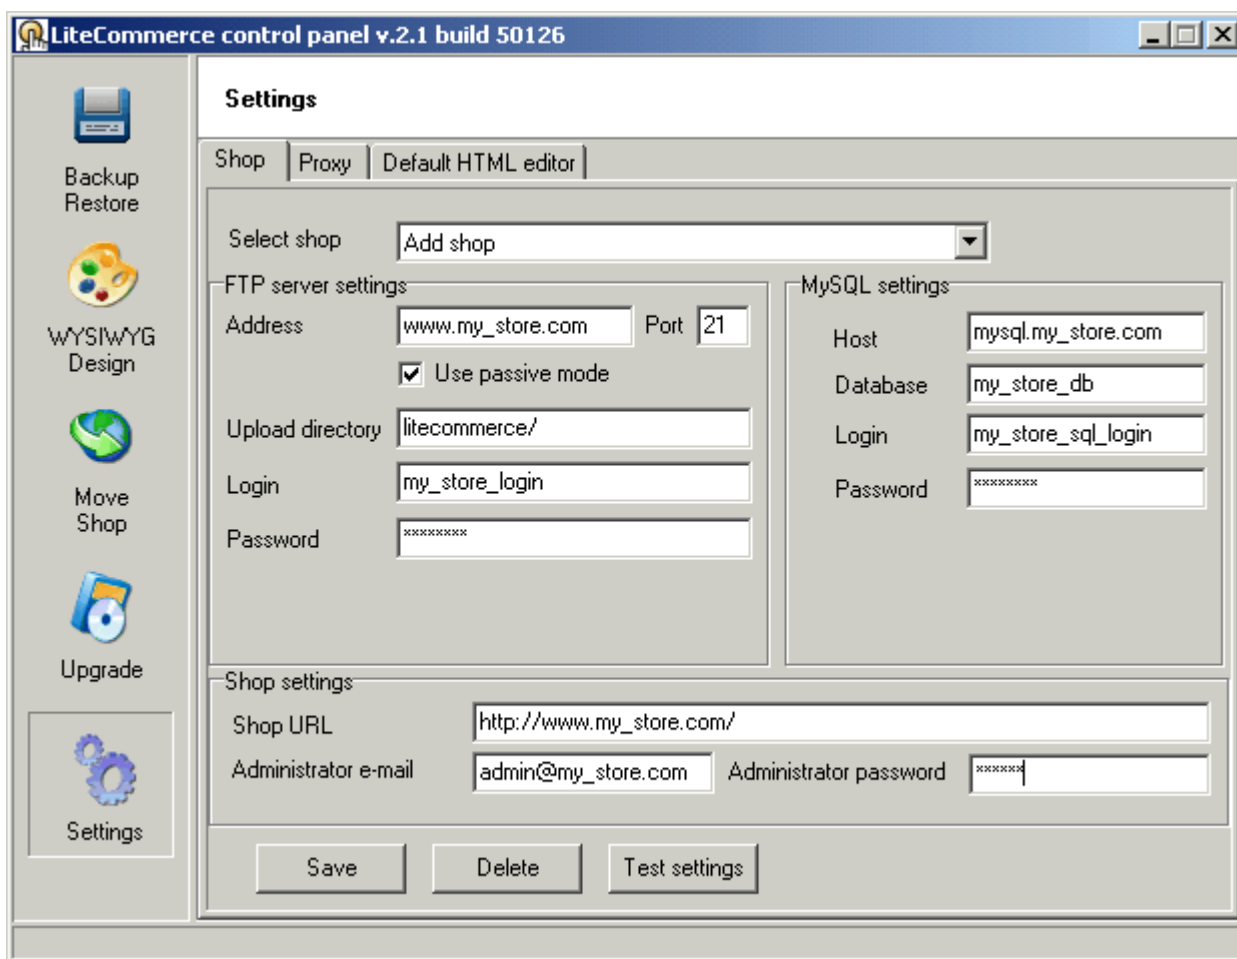 LiteCommerce control panel v.2.1 build 50126
Backup
Restore
WYSIWYG
Design
Move
Shop
Upgrade
Settings
Settings
Shop Proxy Default HTML editor
Select shop Add shop
FTP server settings
Address www.my_store.com Port 21
Use passive mode
Upload directory litecommerce/
Login my_store_login
Password ********
MySQL settings
Host mysql.my_store.com
Database my_store_db
Login my_store_sql_login
Password ********
Shop settings
Shop URL http://www.my_store.com/
Administrator e-mail admin@my_store.com Administrator password ******
Save Delete Test settings